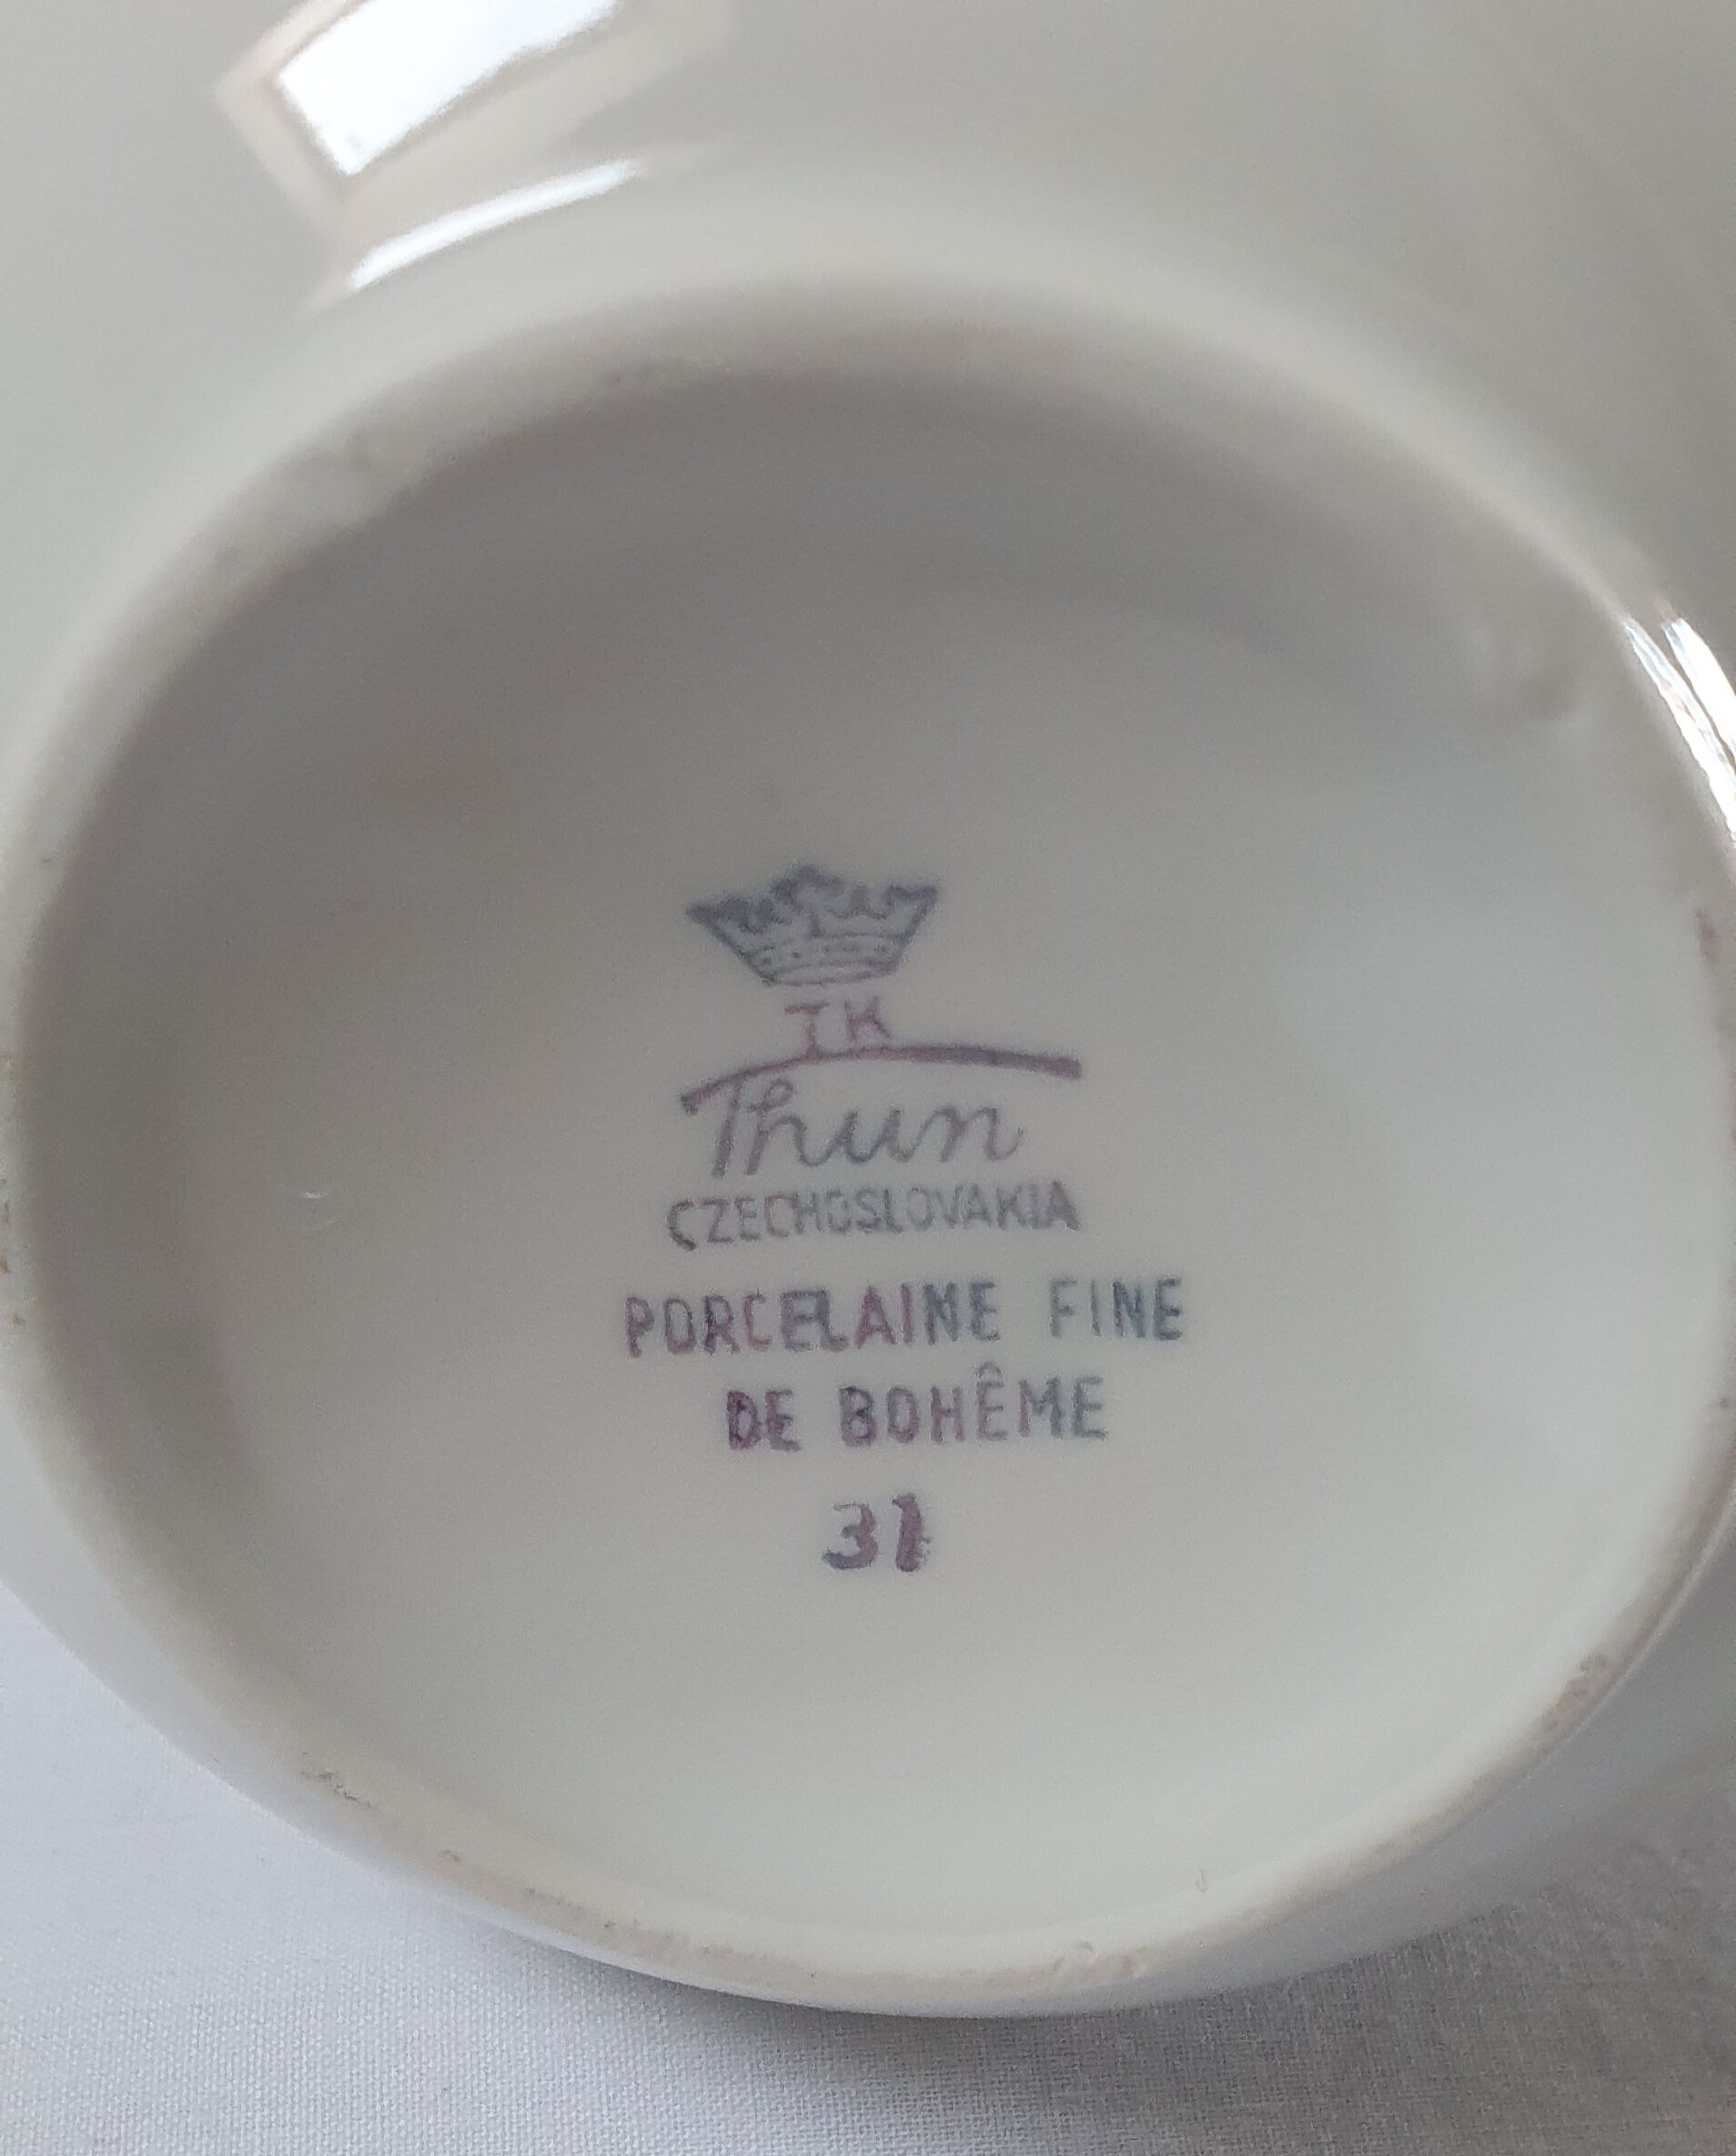 TK
Thun
CZECHOSLOVAKIA
PORCELAINE FINE
DE BOHÊME
31